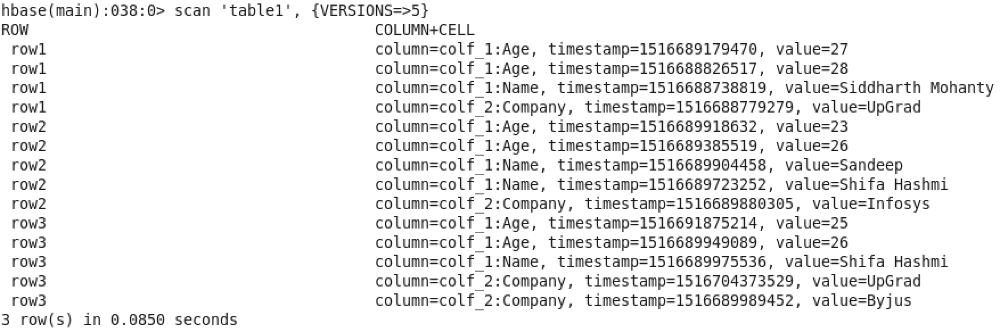 hbase(main):038:0> scan 'table1', {VERSIONS=>5}
ROW COLUMN+CELL
row1 column=colf_1:Age, timestamp=1516689179470, value=27
row1 column=colf_1:Age, timestamp=1516688826517, value=28
row1 column=colf_1:Name, timestamp=1516688738819, value=Siddharth Mohanty
row1 column=colf_2:Company, timestamp=1516688779279, value=UpGrad
row2 column=colf_1:Age, timestamp=1516689918632, value=23
row2 column=colf_1:Age, timestamp=1516689385519, value=26
row2 column=colf_1:Name, timestamp=1516689904458, value=Sandeep
row2 column=colf_1:Name, timestamp=1516689723252, value=Shifa Hashmi
row2 column=colf_2:Company, timestamp=1516689880305, value=Infosys
row3 column=colf_1:Age, timestamp=1516691875214, value=25
row3 column=colf_1:Age, timestamp=1516689949089, value=26
row3 column=colf_1:Name, timestamp=1516689975536, value=Shifa Hashmi
row3 column=colf_2:Company, timestamp=1516704373529, value=UpGrad
row3 column=colf_2:Company, timestamp=1516689989452, value=Byjus
3 row(s) in 0.0850 seconds